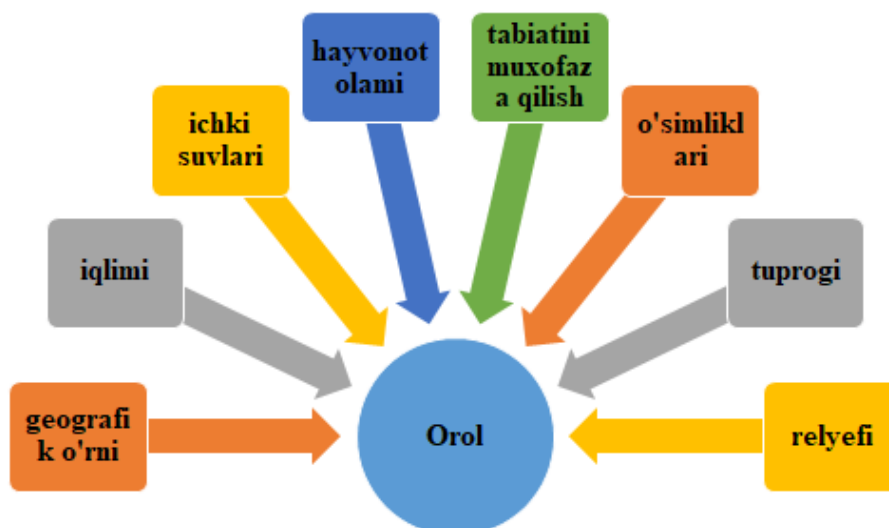 hayvonot
olami
tabiatini
muxofaz
a qilish
ichki
suvlari
o'simlikl
ari
iqlimi
tuprogi
geografi
k o'rni
Orol
relyefi